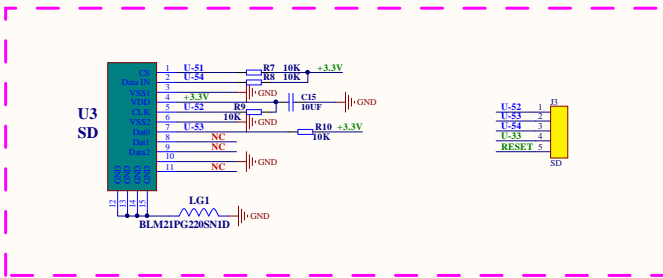 U3
SD
CS
Data IN
VSS1
VDD
CLK
VSS2
Dat0
Dat1
Data2
GND
GND
GND
GND
1
2
3
4
5
6
7
8
9
10
11
12
13
14
15
U-51
U-54
+3.3V
U-52
U-53
NC
NC
NC
R7 10K +3.3V
R8 10K
GND
C15
10UF
GND
R9
10K
GND
R10 +3.3V
10K
GND
LG1
GND
BLM21PG220SN1D
J3
U-52 1
U-53 2
U-54 3
U-33 4
RESET 5
SD